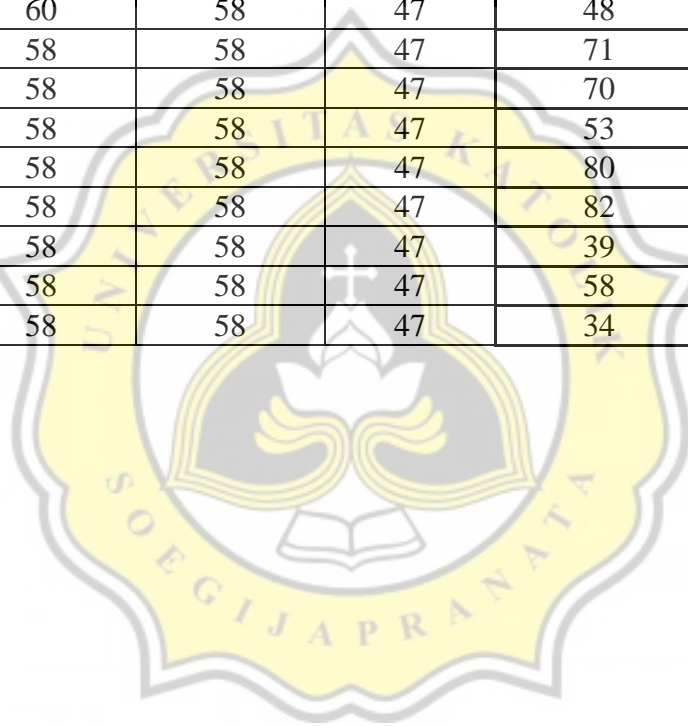 60 58 47 48
58 58 47 71
58 58 47 70
58 58 47 53
58 58 47 80
58 58 47 82
58 58 47 39
58 58 47 58
58 58 47 34
UNIVERSITAS KATOLIK
SOEGIJAPRANATA